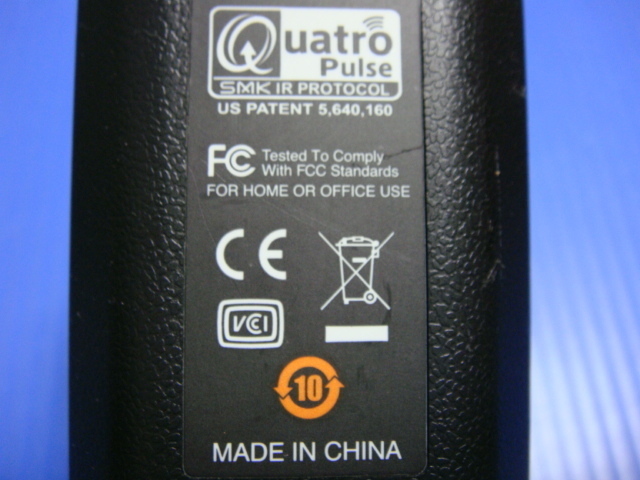 Quatro
Pulse
SMK IR PROTOCOL
US PATENT 5,640,160
FC Tested To Comply
With FCC Standards
FOR HOME OR OFFICE USE
CE
VCI
10
MADE IN CHINA